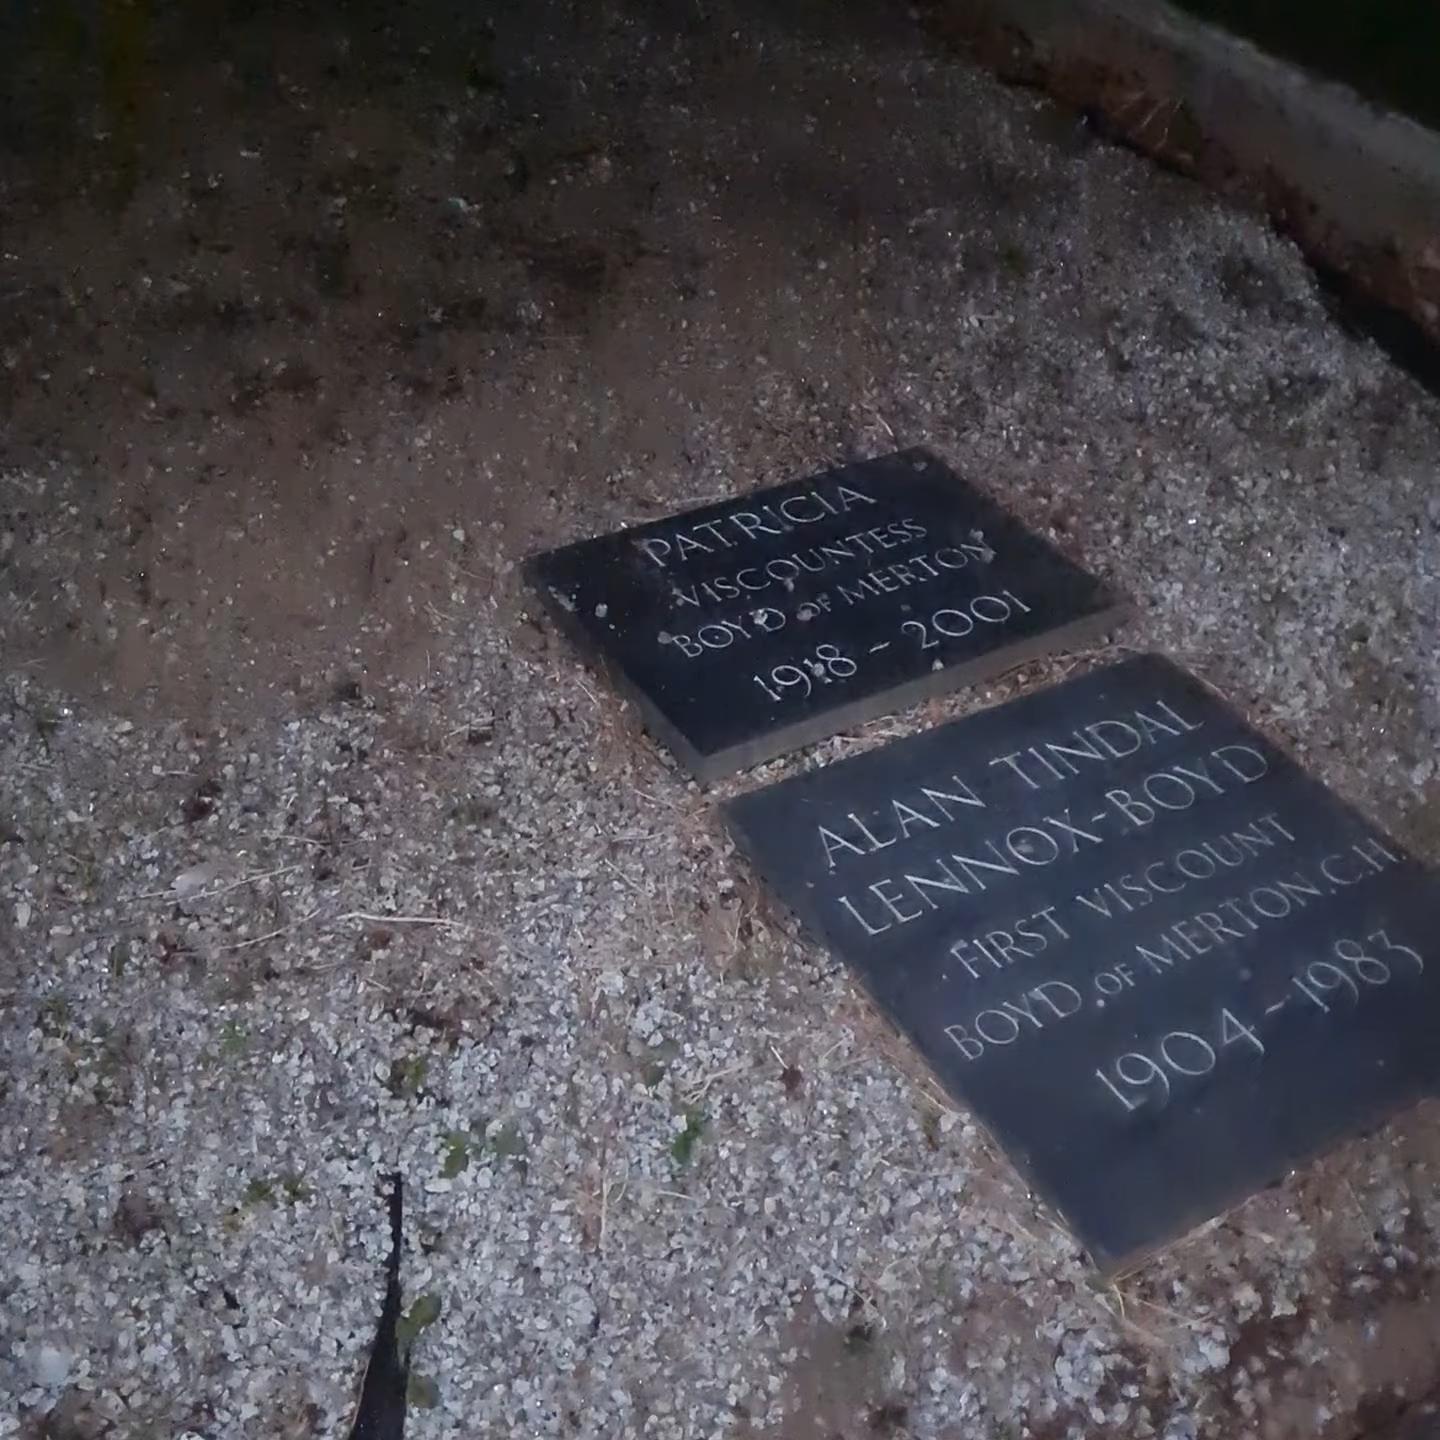 PATRICIA
VISCOUNTESS
BOYD OF MERTON
1918 - 2001
ALAN TINDAL
LENNOX-BOYD
FIRST VISCOUNT
BOYD OF MERTON.C.H.
1904 - 1983